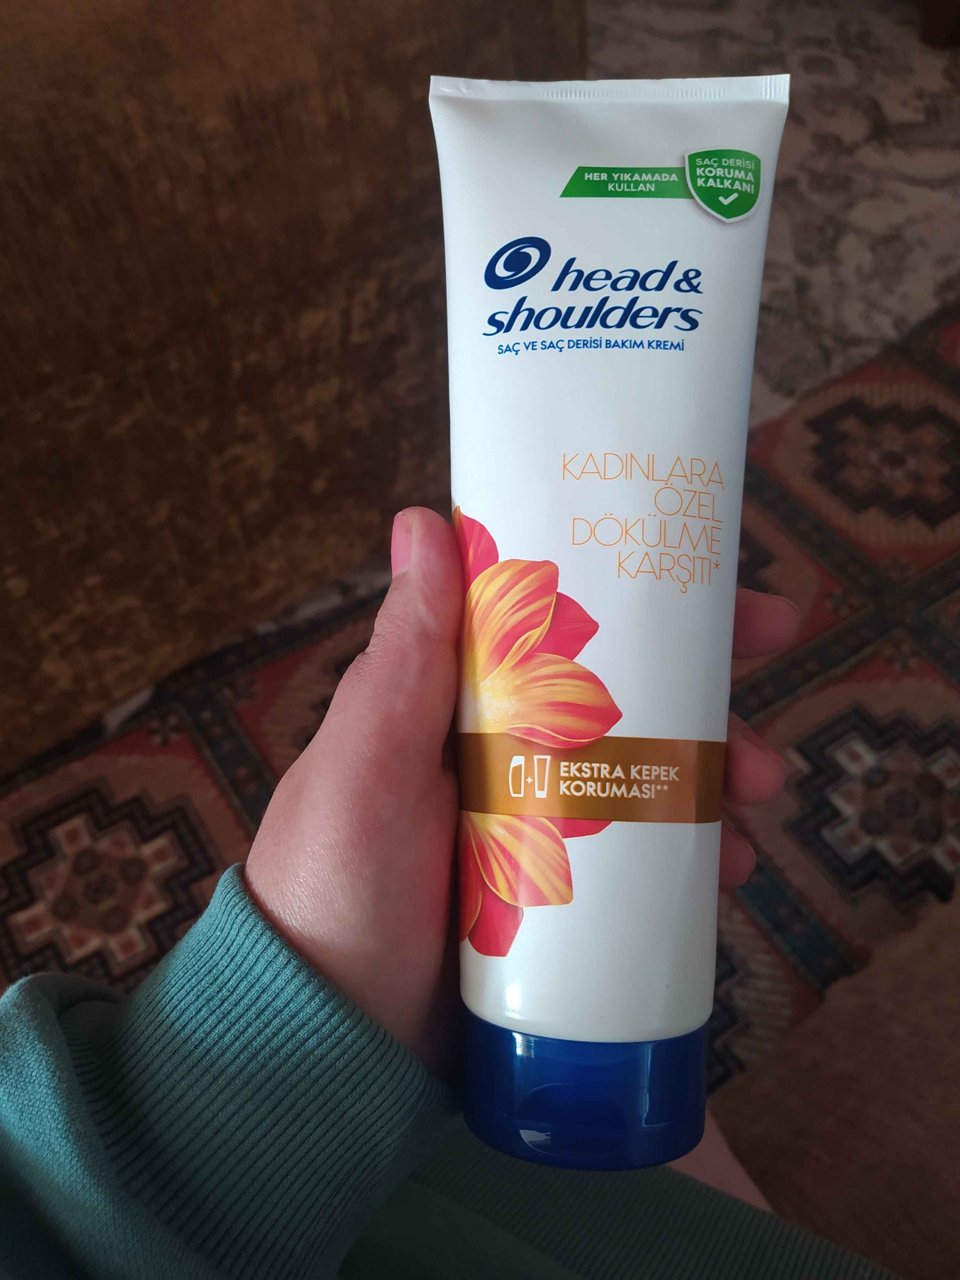 HER YIKAMADA
KULLAN
SAÇ DERİSİ
KORUMA
KALKANI
head &
shoulders
SAÇ VE SAÇ DERİSİ BAKIM KREMİ
KADINLARA
ÖZEL
DÖKÜLME
KARŞITI*
+
EKSTRA KEPEK
KORUMASI**